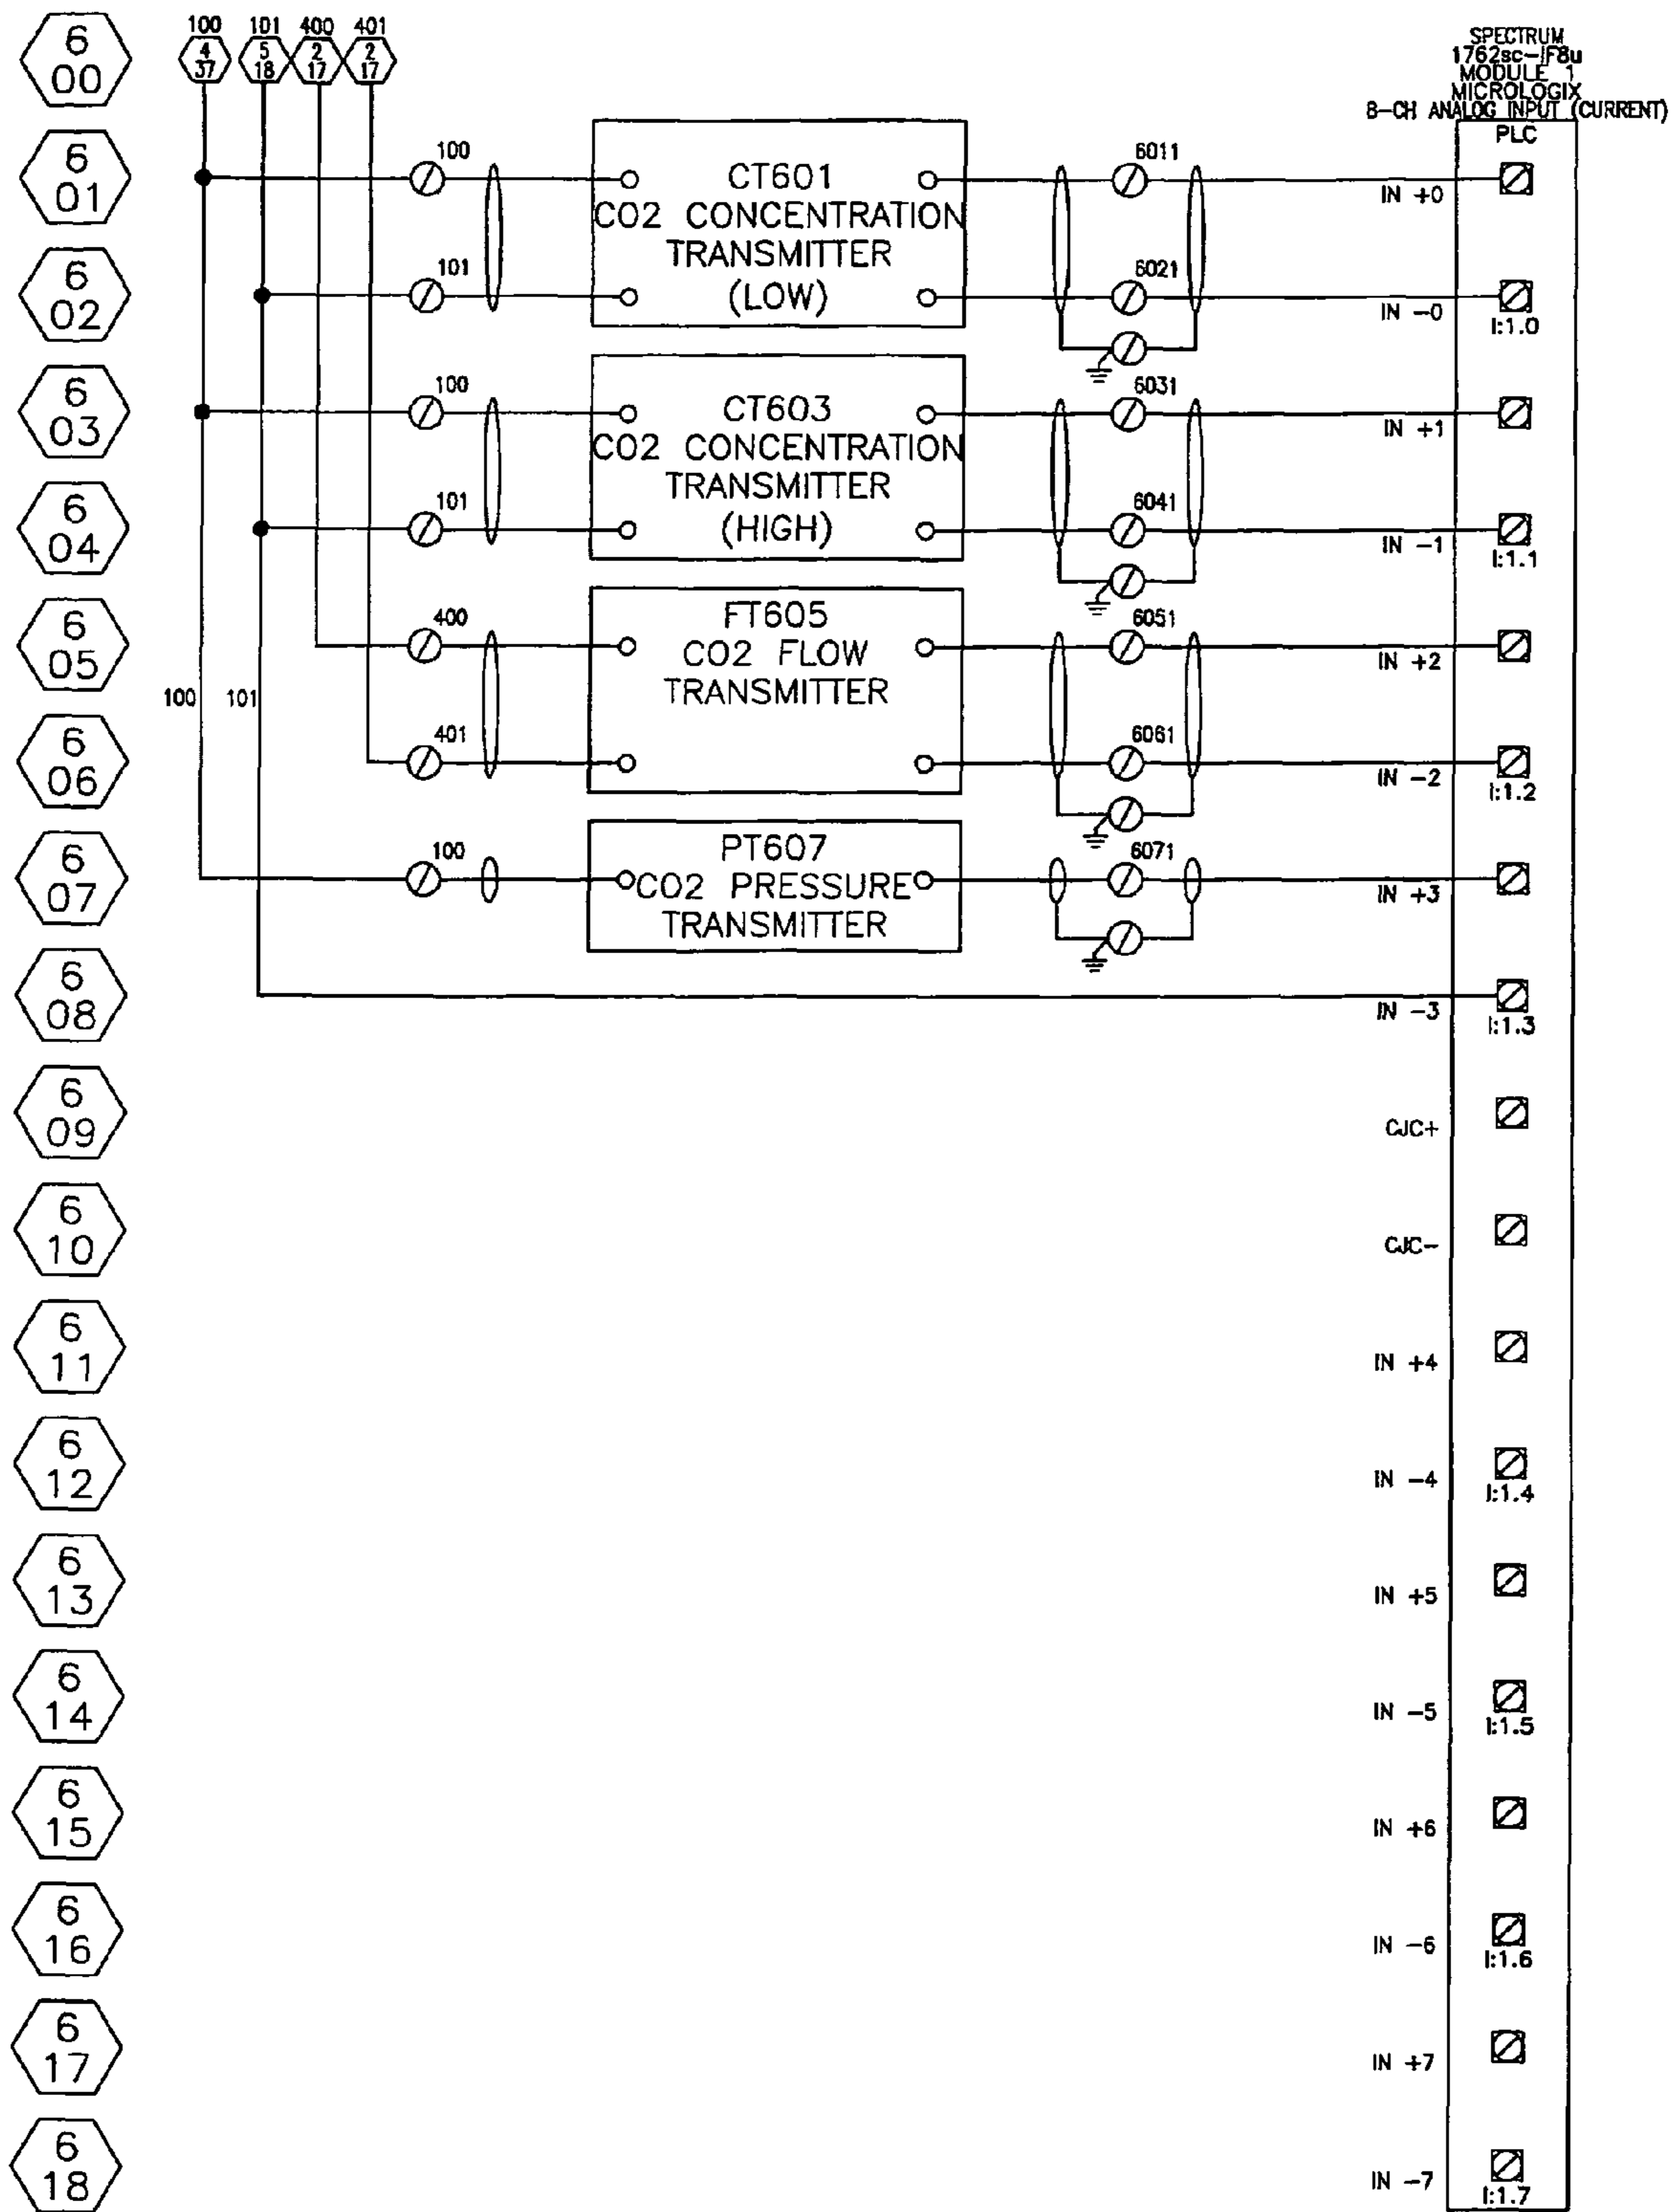 6
00
100 101 400 401
4 5 2 2
37 18 17 17
SPECTRUM
1762sc-IF8u
MODULE 1
MICROLOGIX
8-CH ANALOG INPUT (CURRENT)
PLC
6
01
100
CT601
CO2 CONCENTRATION
TRANSMITTER
(LOW)
6011
IN +0
6
02
101
6021
IN -0
I:1.0
6
03
100
CT603
CO2 CONCENTRATION
TRANSMITTER
(HIGH)
6031
IN +1
6
04
101
6041
IN -1
I:1.1
6
05
400
FT605
CO2 FLOW
TRANSMITTER
6051
IN +2
100 101
6
06
401
6061
IN -2
I:1.2
6
07
100
PT607
CO2 PRESSURE
TRANSMITTER
6071
IN +3
6
08
IN -3
I:1.3
6
09
CJC+
6
10
CJC-
6
11
IN +4
6
12
IN -4
I:1.4
6
13
IN +5
6
14
IN -5
I:1.5
6
15
IN +6
6
16
IN -6
I:1.6
6
17
IN +7
6
18
IN -7
I:1.7